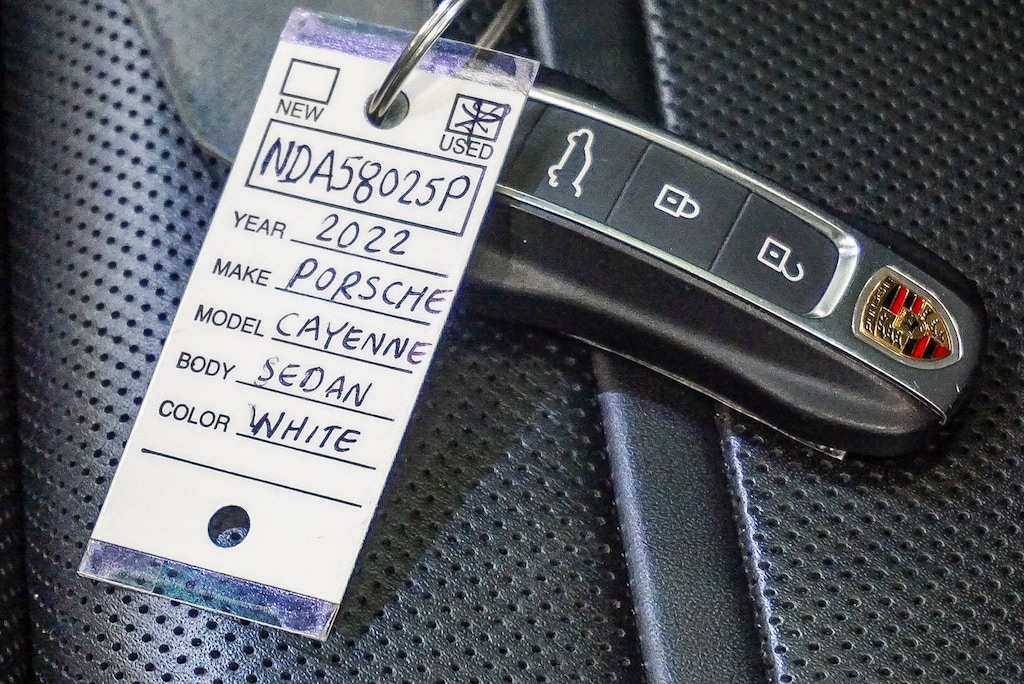 NEW
USED
NDA58025P
YEAR 2022
MAKE PORSCHE
MODEL CAYENNE
BODY SEDAN
COLOR WHITE